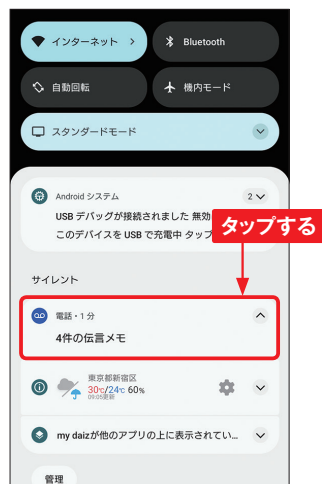 インターネット
Bluetooth
自動回転
機内モード
スタンダードモード
Android システム
2
USB デバッグが接続されました 無効
このデバイスを USB で充電中 タップ
タップする
サイレント
電話・1 分
4件の伝言メモ
東京都新宿区
30℃/24℃ 60%
09:05更新
my daizが他のアプリの上に表示されてい...
管理